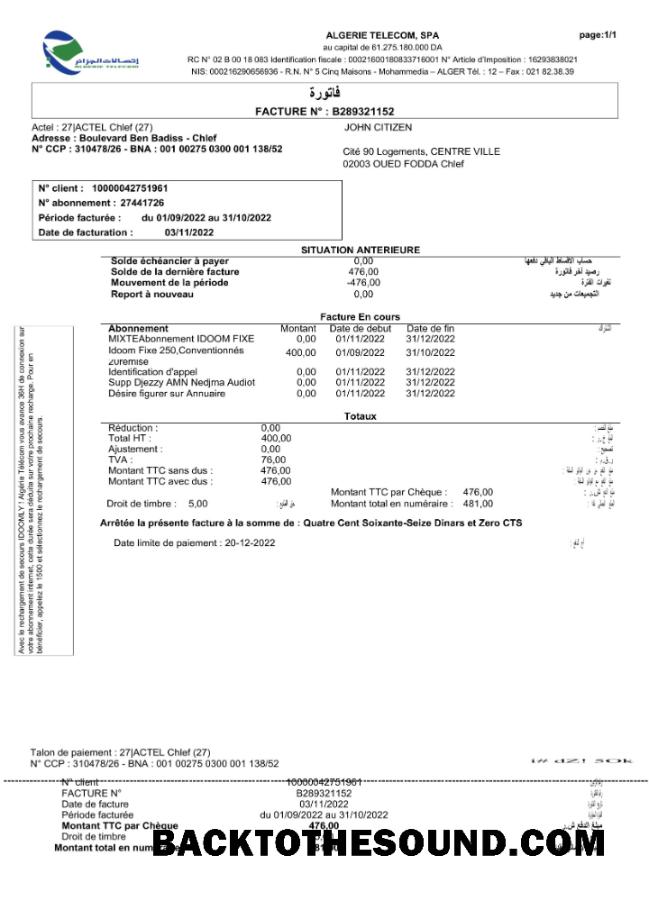 اتصالات الجزائر
ALGERIE TELECOM, SPA
page:1/1
au capital de 61.275.180.000 DA
RC N° 02 B 00 18 083 Identification fiscale : 00021600180833716001 N° Article d'Imposition : 16293838021
NIS: 000216290656936 - R.N. N° 5 Cinq Maisons - Mohammedia – ALGER Tél. : 12 – Fax : 021 82.38.39
فاتورة
FACTURE N° : B289321152
Actel : 27|ACTEL Chlef (27)
JOHN CITIZEN
Adresse : Boulevard Ben Badiss - Chlef
N° CCP : 310478/26 - BNA : 001 00275 0300 001 138/52
Cité 90 Logements, CENTRE VILLE
02003 OUED FODDA Chlef
N° client : 10000042751961
N° abonnement : 27441726
Période facturée : du 01/09/2022 au 31/10/2022
Date de facturation : 03/11/2022
SITUATION ANTERIEURE
Solde échéancier à payer 0,00 حساب الاقساط الباقي دفعها
Solde de la dernière facture 476,00 رصيد آخر فاتورة
Mouvement de la période -476,00 تغيرات الفترة
Report à nouveau 0,00 التجميعات من جديد
Facture En cours
Abonnement Montant Date de debut Date de fin
MIXTEAbonnement IDOOM FIXE 0,00 01/11/2022 31/12/2022
Idoom Fixe 250,Conventionnés 400,00 01/09/2022 31/10/2022
20remise
Identification d'appel 0,00 01/11/2022 31/12/2022
Supp Djezzy AMN Nedjma Audiot 0,00 01/11/2022 31/12/2022
Désire figurer sur Annuaire 0,00 01/11/2022 31/12/2022
Totaux
Réduction : 0,00
Total HT : 400,00
Ajustement : 0,00
TVA : 76,00
Montant TTC sans dus : 476,00
Montant TTC avec dus : 476,00
Montant TTC par Chèque : 476,00
Droit de timbre : 5,00 Montant total en numéraire : 481,00
Arrêtée la présente facture à la somme de : Quatre Cent Soixante-Seize Dinars et Zero CTS
Date limite de paiement : 20-12-2022
Avec le rechargement de secours IDOOMLY ! Algérie Télécom vous avance 36H de connexion sur
votre abonnement internet, cette durée sera déduite sur votre prochaine recharge. Pour en
bénéficier, appelez le 1500 et sélectionnez le rechargement de secours.
Talon de paiement : 27|ACTEL Chlef (27)
N° CCP : 310478/26 - BNA : 001 00275 0300 001 138/52
N° client 10000042751961
FACTURE N° B289321152
Date de facture 03/11/2022
Période facturée du 01/09/2022 au 31/10/2022
Montant TTC par Chèque 476,00
Droit de timbre
Montant total en numéraire
BACKTOTHESOUND.COM